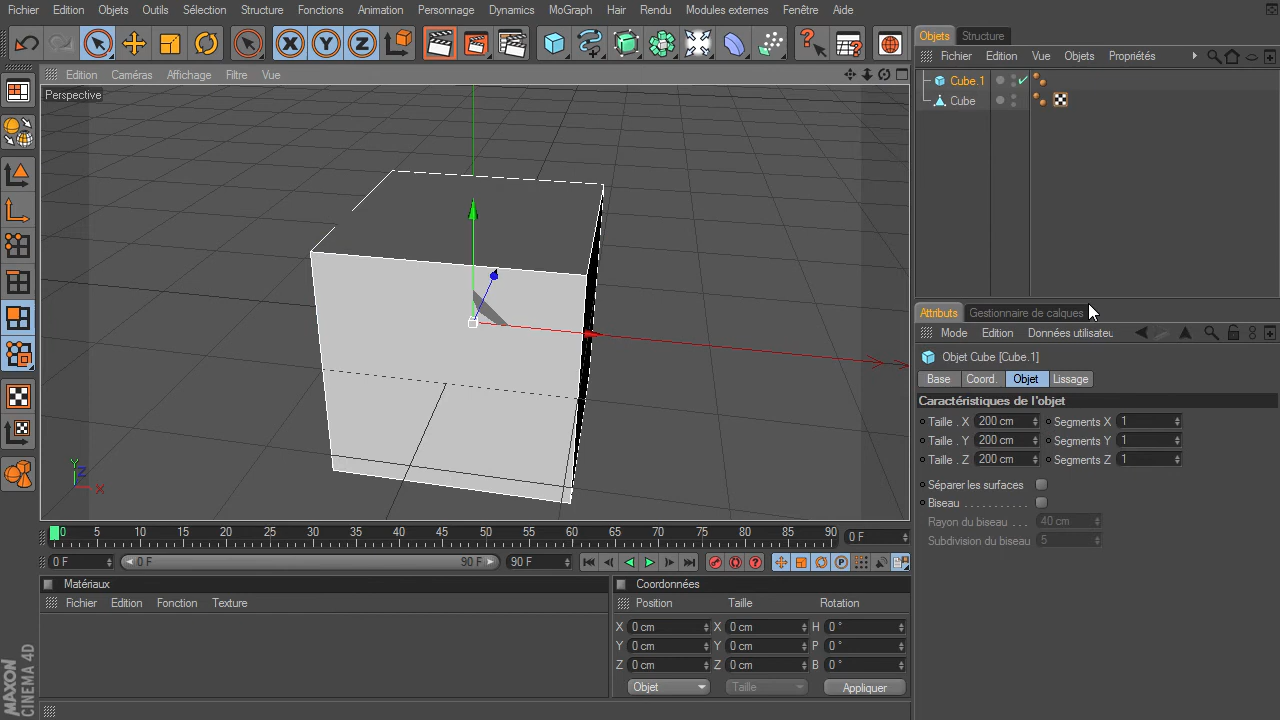 Fichier Edition Objets Outils Sélection Structure Fonctions Animation Personnage Dynamics MoGraph Hair Rendu Modules externes Fenêtre Aide
Objets Structure
Fichier Edition Vue Objets Propriétés
Edition Caméras Affichage Filtre Vue
Perspective
Cube.1
Cube
Attributs Gestionnaire de calques
Mode Edition Données utilisateu
Objet Cube [Cube.1]
Base Coord. Objet Lissage
Caractéristiques de l'objet
Taille . X 200 cm Segments X 1
Taille . Y 200 cm Segments Y 1
Taille . Z 200 cm Segments Z 1
Séparer les surfaces
Biseau . . . . . . . . . . .
Rayon du biseau . . . 40 cm
Subdivision du biseau 5
Y Z X
0 5 10 15 20 25 30 35 40 45 50 55 60 65 70 75 80 85 90 0 F
0 F 0 F 90 F 90 F
Matériaux
Fichier Edition Fonction Texture
Coordonnées
Position Taille Rotation
X 0 cm X 0 cm H 0 °
Y 0 cm Y 0 cm P 0 °
Z 0 cm Z 0 cm B 0 °
Objet Taille Appliquer
MAXON
CINEMA 4D